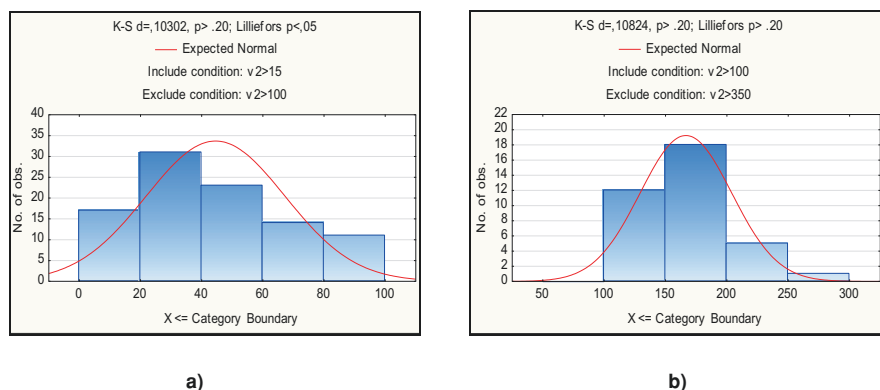 K-S d=,10302, p> .20; Lilliefors p<,05
Expected Normal
Include condition: v2>15
Exclude condition: v2>100
40
35
30
25
20
15
10
5
0
No. of obs.
0 20 40 60 80 100
X <= Category Boundary
a)
K-S d=,10824, p> .20; Lilliefors p> .20
Expected Normal
Include condition: v2>100
Exclude condition: v2>350
22
20
18
16
14
12
10
8
6
4
2
0
No. of obs.
50 100 150 200 250 300
X <= Category Boundary
b)